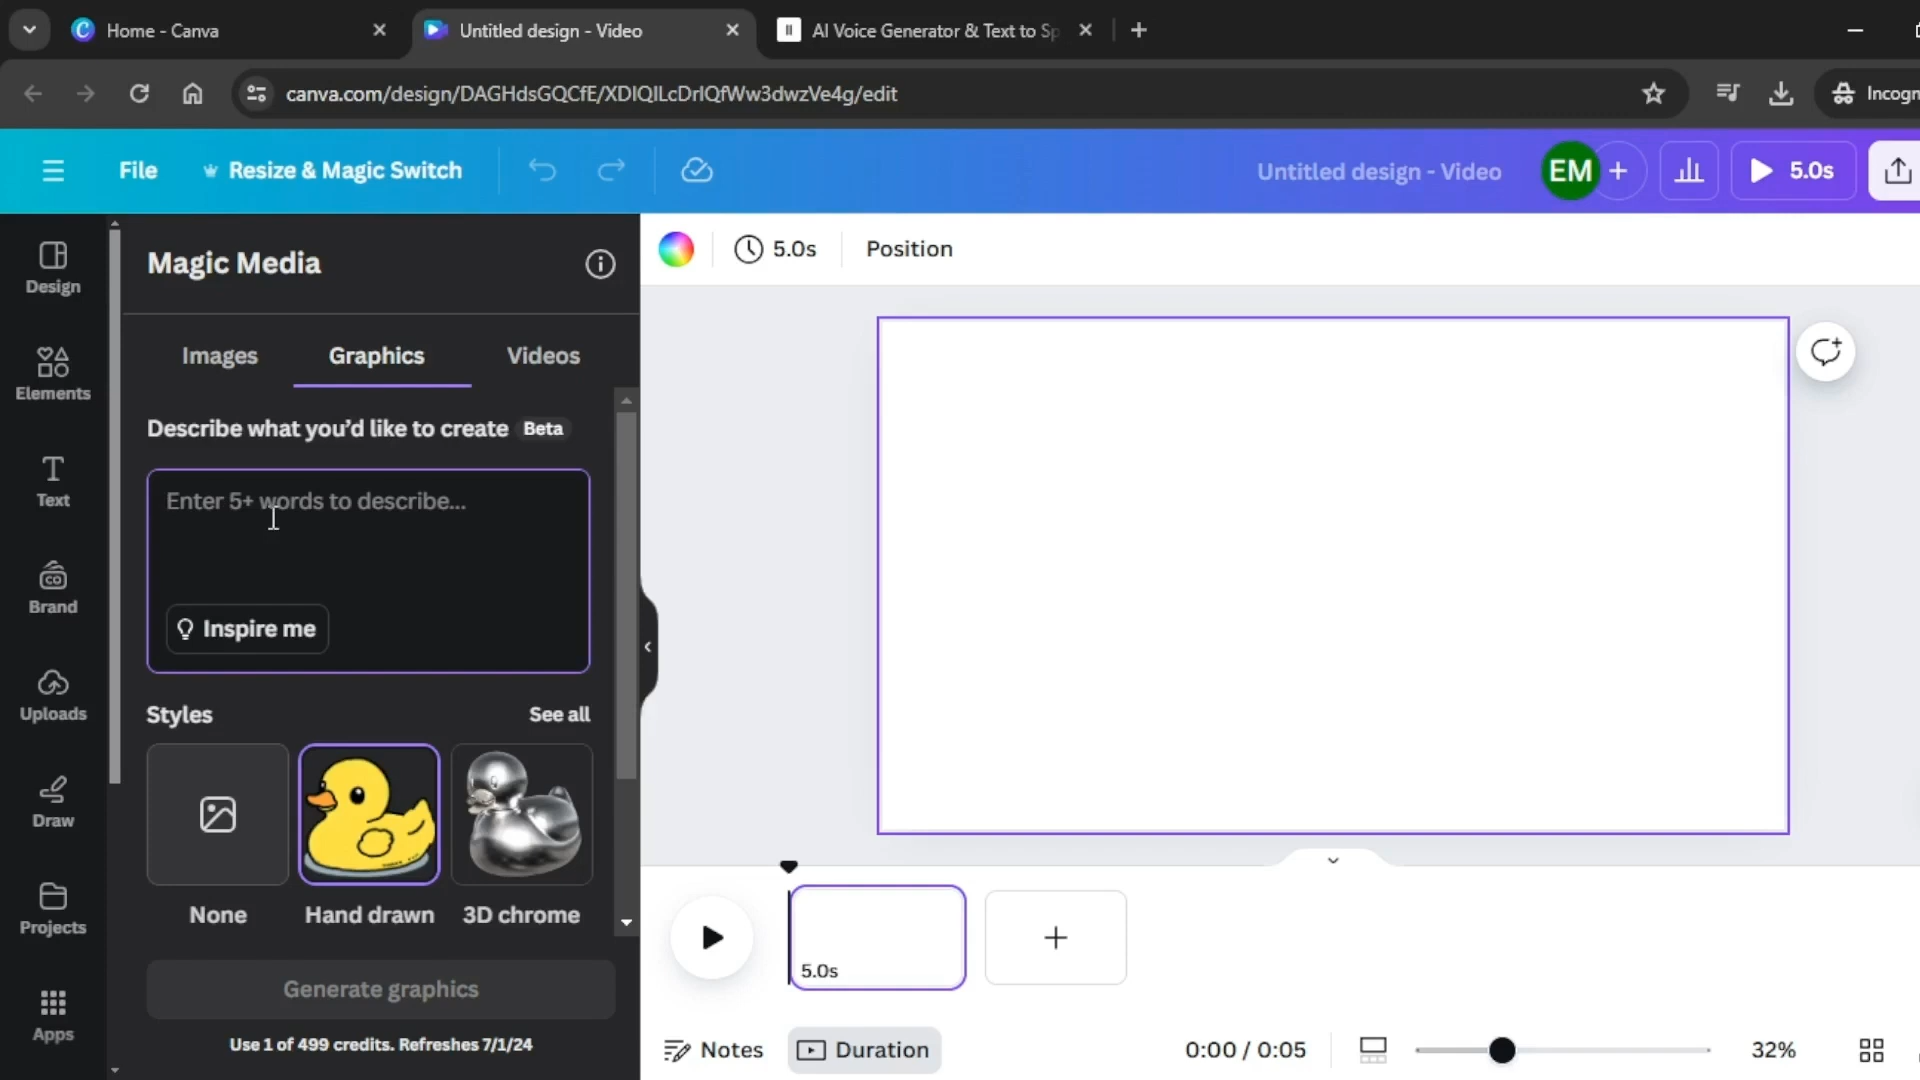 Home - Canva
Untitled design - Video
AI Voice Generator & Text to Sp
canva.com/design/DAGHdsGQCfE/XDIQILcDrIQfWw3dwzVe4g/edit
Incogn
File
Resize & Magic Switch
Untitled design - Video
EM
5.0s
Design
Elements
Text
Brand
Uploads
Draw
Projects
Apps
Magic Media
Images
Graphics
Videos
Describe what you'd like to create Beta
Enter 5+ words to describe...
Inspire me
Styles
See all
None
Hand drawn
3D chrome
Generate graphics
Use 1 of 499 credits. Refreshes 7/1/24
5.0s
Position
5.0s
Notes
Duration
0:00 / 0:05
32%